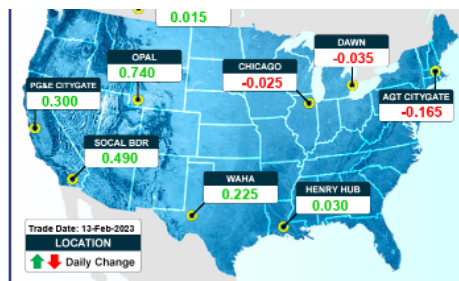 0.015
OPAL
0.740
CHICAGO
-0.025
DAWN
-0.035
PG&E CITYGATE
0.300
AGT CITYGATE
-0.165
SOCAL BDR
0.490
WAHA
0.225
HENRY HUB
0.030
Trade Date: 13-Feb-2023
LOCATION
Daily Change